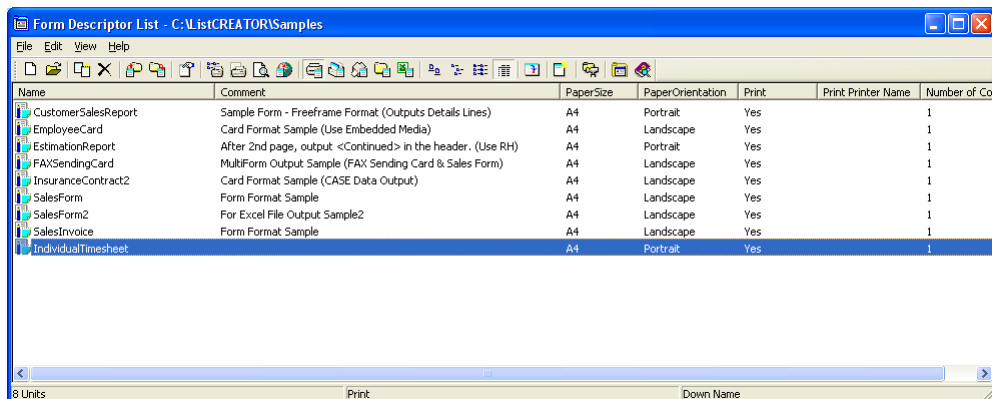 Form Descriptor List - C:\ListCREATOR\Samples
File Edit View Help
Name Comment PaperSize PaperOrientation Print Print Printer Name Number of Co
CustomerSalesReport Sample Form - Freeframe Format (Outputs Details Lines) A4 Portrait Yes 1
EmployeeCard Card Format Sample (Use Embedded Media) A4 Landscape Yes 1
EstimationReport After 2nd page, output <Continued> in the header. (Use RH) A4 Portrait Yes 1
FAXSendingCard MultiForm Output Sample (FAX Sending Card & Sales Form) A4 Landscape Yes 1
InsuranceContract2 Card Format Sample (CASE Data Output) A4 Landscape Yes 1
SalesForm Form Format Sample A4 Landscape Yes 1
SalesForm2 For Excel File Output Sample2 A4 Landscape Yes 1
SalesInvoice Form Format Sample A4 Landscape Yes 1
IndividualTimesheet A4 Portrait Yes 1
8 Units Print Down Name